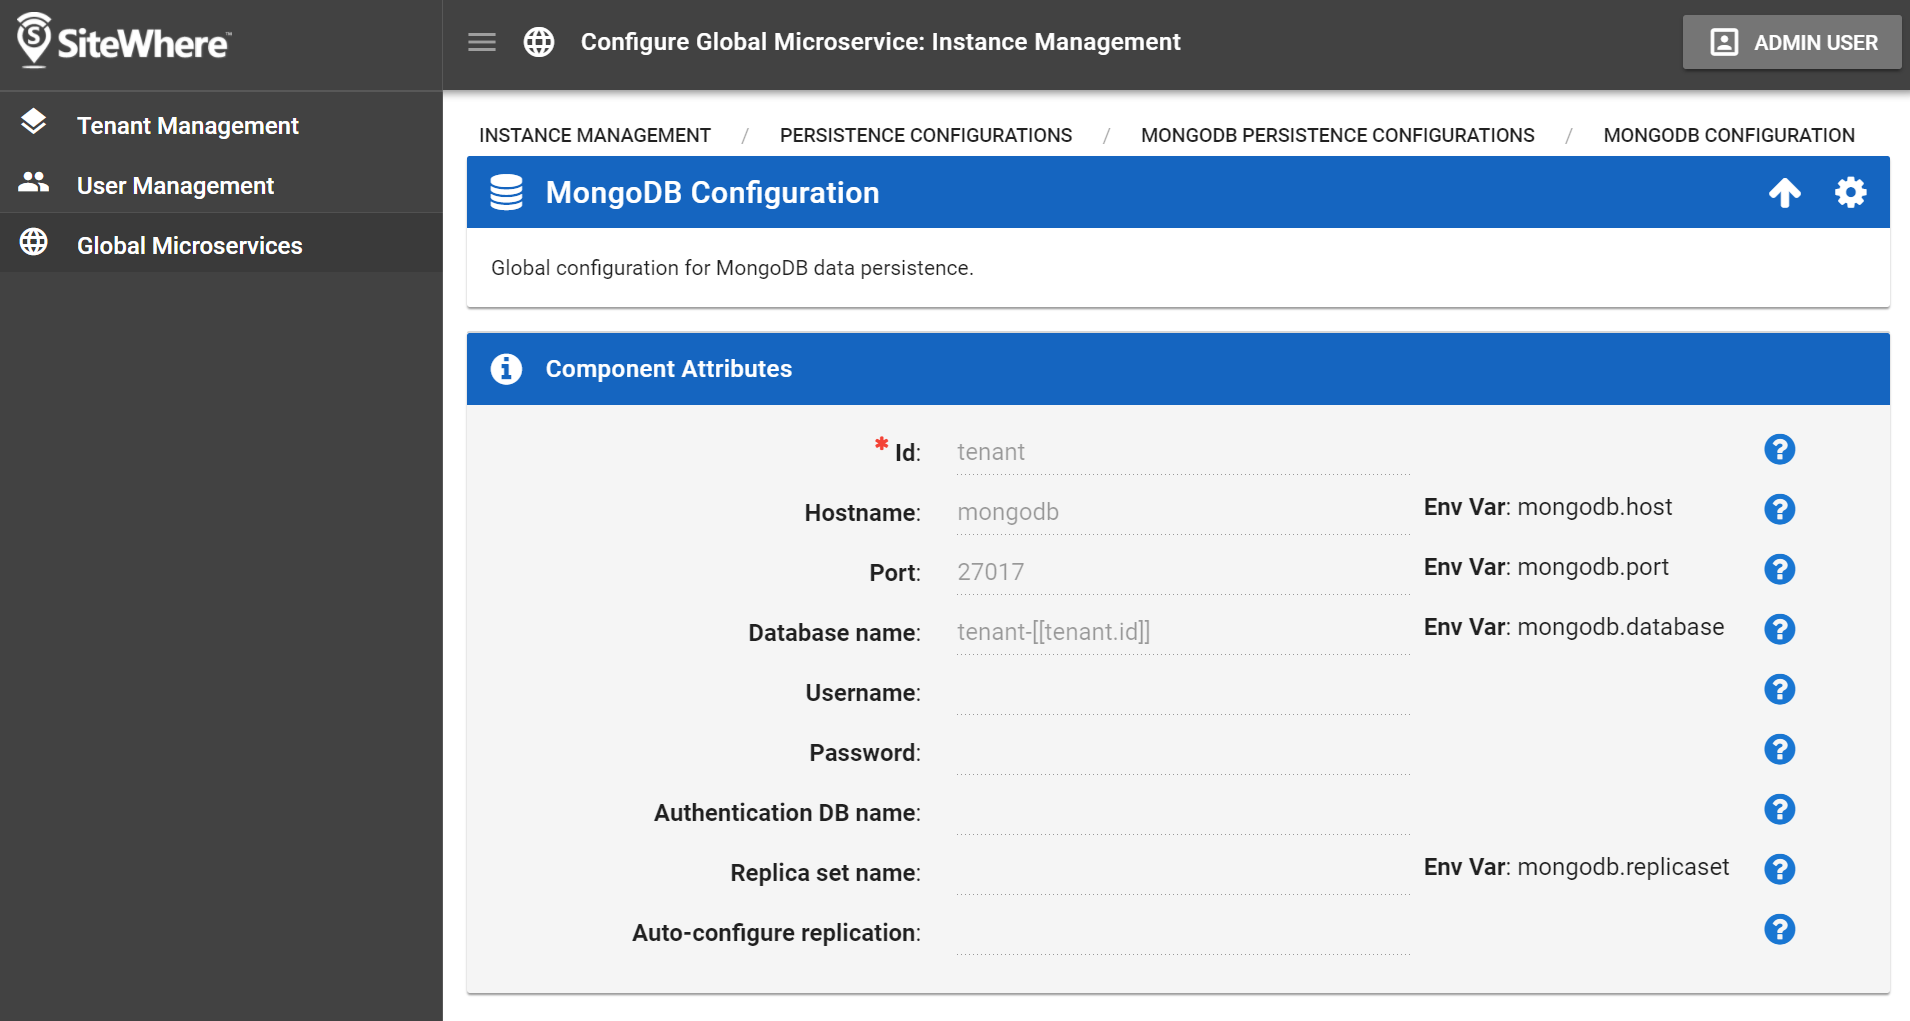 SiteWhere™
Configure Global Microservice: Instance Management
ADMIN USER
Tenant Management
User Management
Global Microservices
INSTANCE MANAGEMENT / PERSISTENCE CONFIGURATIONS / MONGODB PERSISTENCE CONFIGURATIONS / MONGODB CONFIGURATION
MongoDB Configuration
Global configuration for MongoDB data persistence.
Component Attributes
* Id: tenant
Hostname: mongodb Env Var: mongodb.host
Port: 27017 Env Var: mongodb.port
Database name: tenant-[[tenant.id]] Env Var: mongodb.database
Username:
Password:
Authentication DB name:
Replica set name: Env Var: mongodb.replicaset
Auto-configure replication: